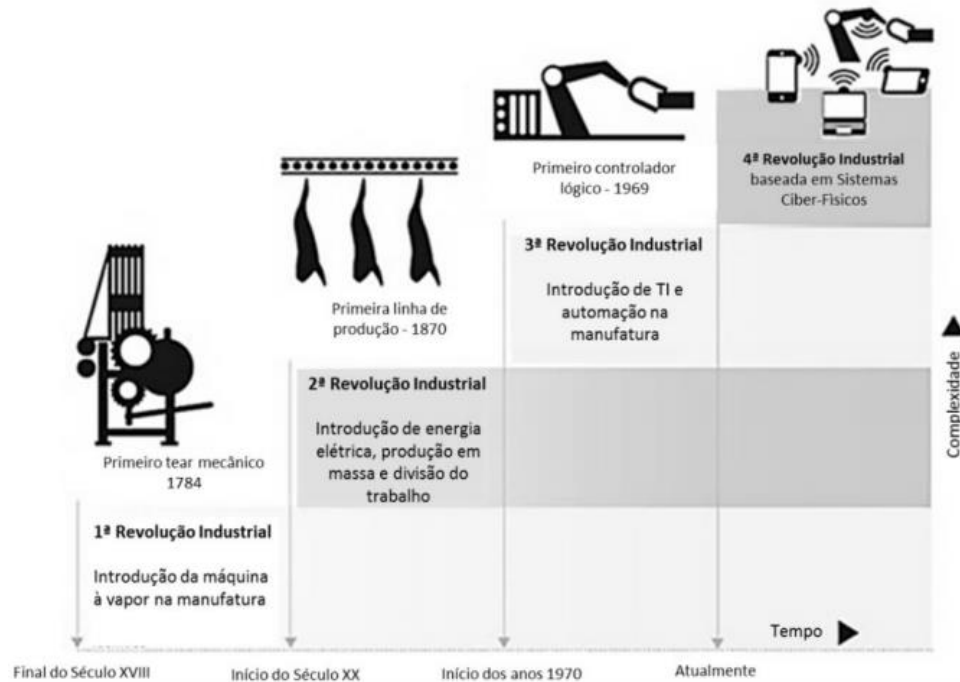 Primeiro tear mecânico
1784
1ª Revolução Industrial
Introdução da máquina
à vapor na manufatura
Primeira linha de
produção - 1870
2ª Revolução Industrial
Introdução de energia
elétrica, produção em
massa e divisão do
trabalho
Primeiro controlador
lógico - 1969
3ª Revolução Industrial
Introdução de TI e
automação na
manufatura
4ª Revolução Industrial
baseada em Sistemas
Ciber-Fìsicos
Complexidade
Tempo
Final do Século XVIII
Início do Século XX
Início dos anos 1970
Atualmente